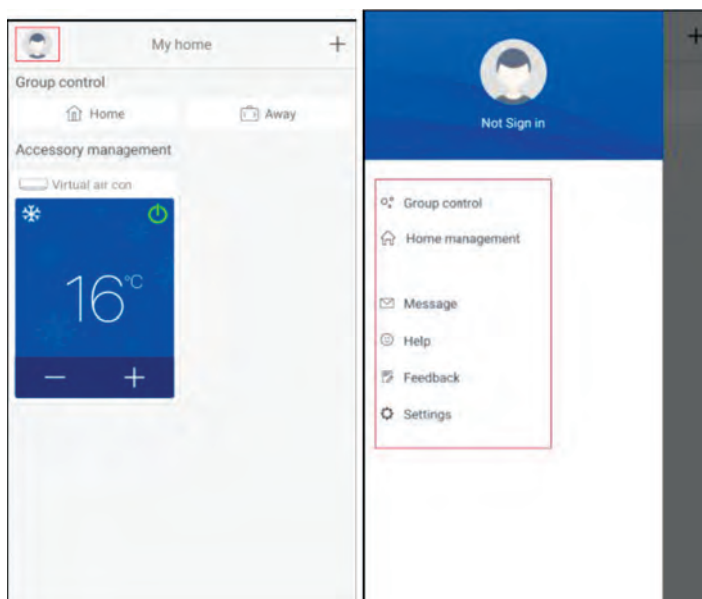 My home +
Group control
Home Away
Accessory management
Virtual air con
16°C
− +
+
Not Sign in
Group control
Home management
Message
Help
Feedback
Settings